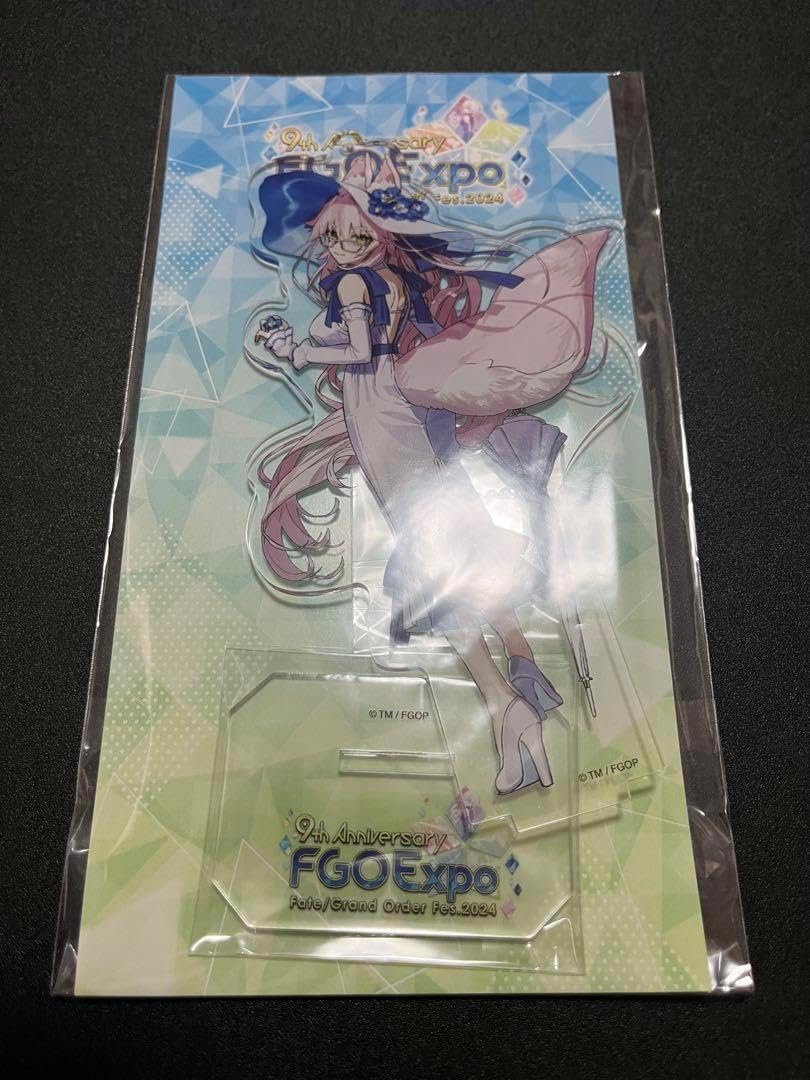 9th Anniversary
FGO Expo
Fes.2024
© TM / FGOP
© TM / FGOP
9th Anniversary
FGO Expo
Fate/Grand Order Fes.2024